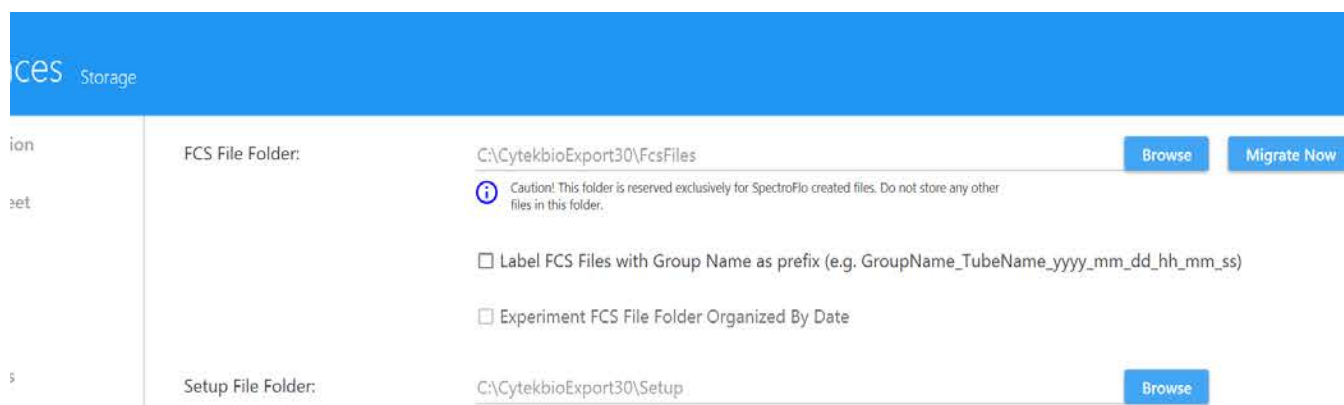 ces Storage
ion
FCS File Folder:
C:\CytekbioExport30\FcsFiles
Browse
Migrate Now
Caution! This folder is reserved exclusively for SpectroFlo created files. Do not store any other
files in this folder.
eet
Label FCS Files with Group Name as prefix (e.g. GroupName_TubeName_yyyy_mm_dd_hh_mm_ss)
Experiment FCS File Folder Organized By Date
s
Setup File Folder:
C:\CytekbioExport30\Setup
Browse